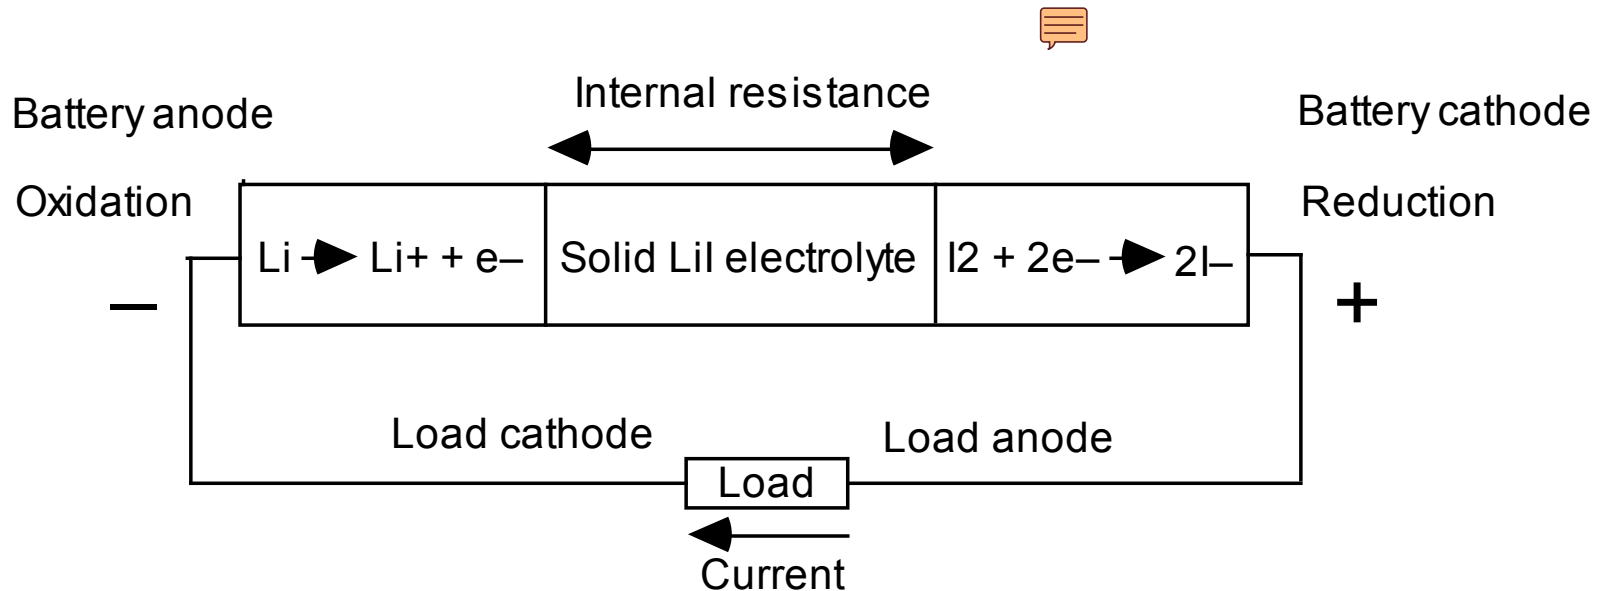 Internal resistance
Battery anode
Battery cathode
Oxidation
Reduction
Li → Li+ + e–
Solid LiI electrolyte
I2 + 2e– → 2I–
–
+
Load cathode
Load anode
Load
Current